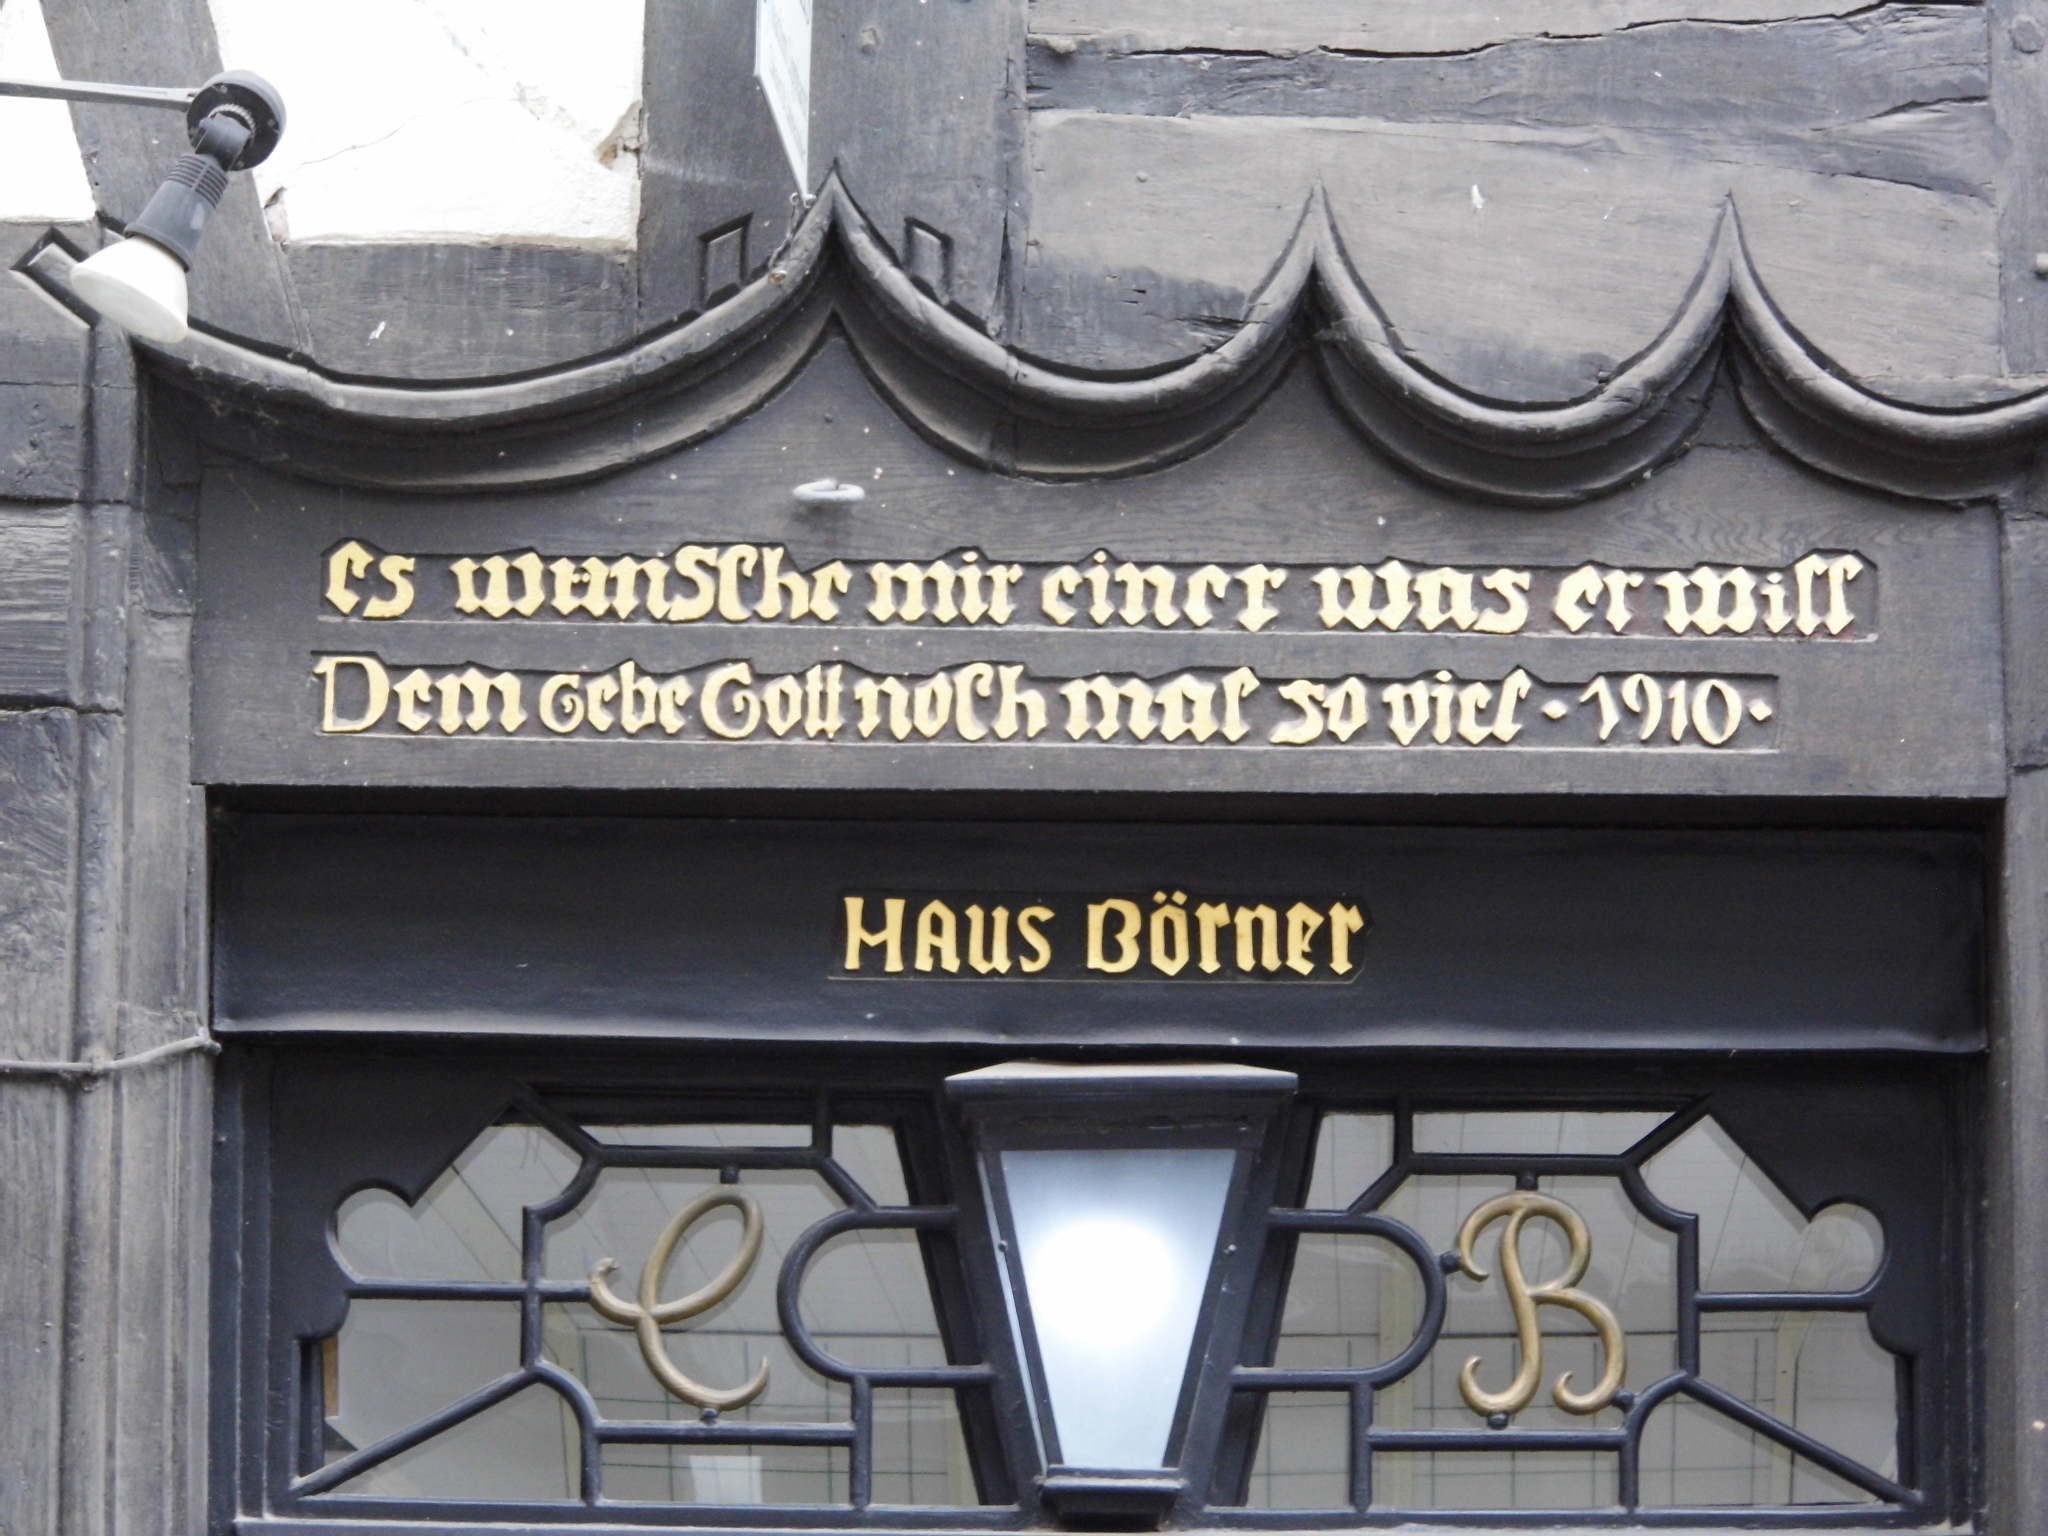 es wünsche mir einer was er will
Dem gebe Gott noch mal so viel · 1910 ·
HAUS BÖRNER
C B